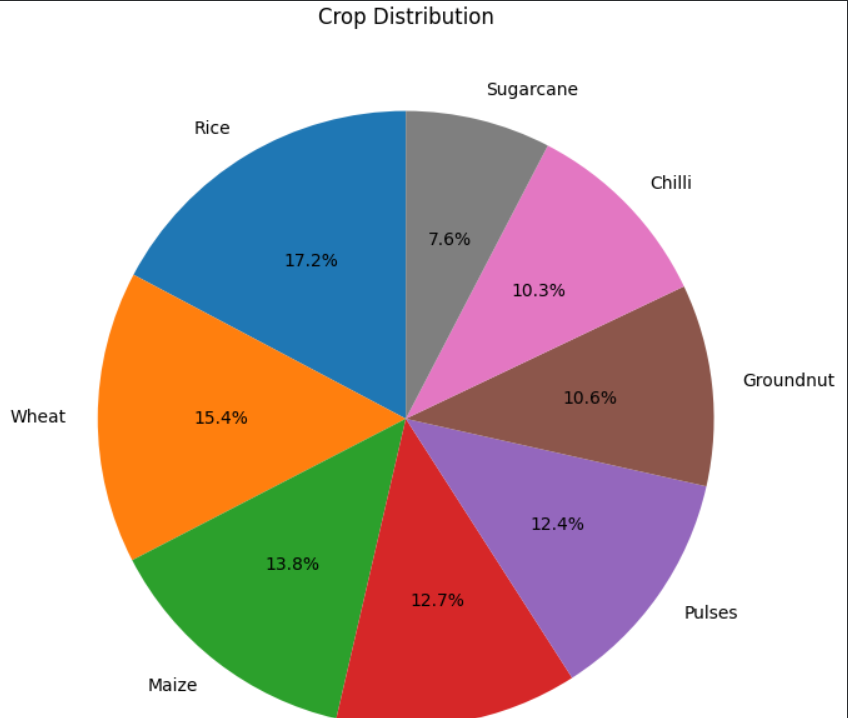 Crop Distribution
Sugarcane
Rice
Chilli
7.6%
17.2%
10.3%
Groundnut
10.6%
Wheat
15.4%
12.4%
13.8%
12.7%
Pulses
Maize